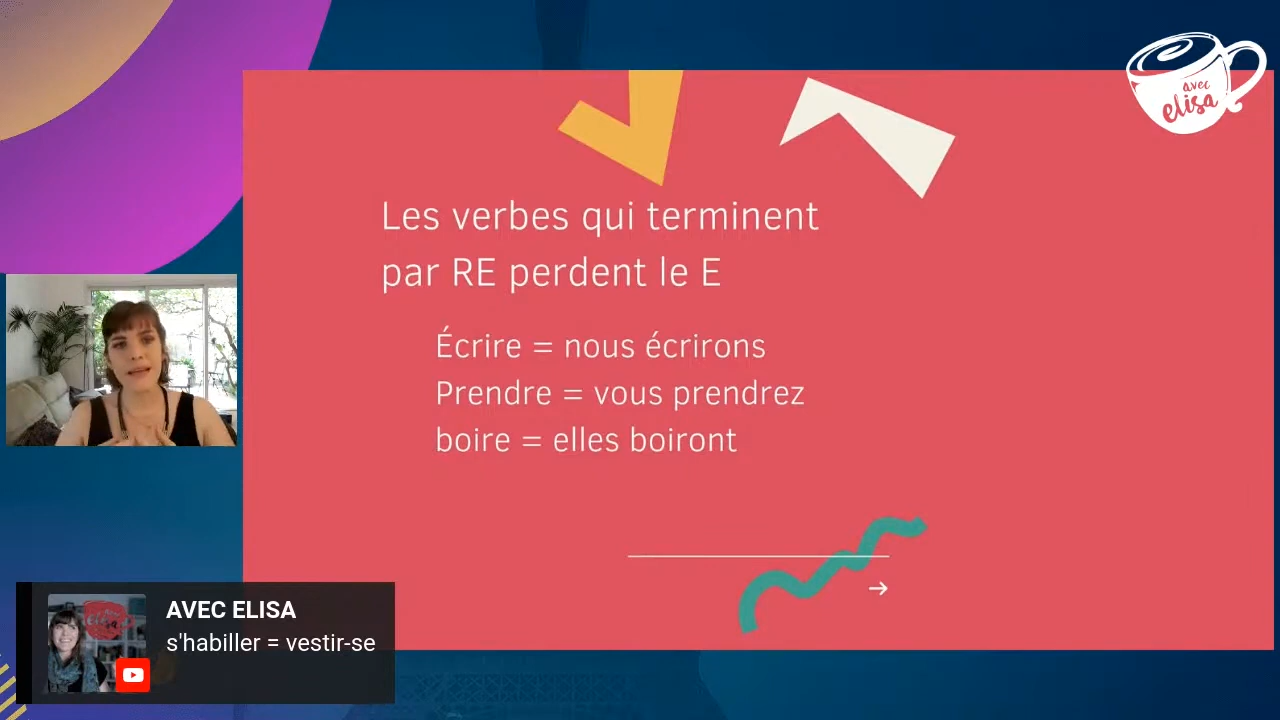 avec
elisa
Les verbes qui terminent
par RE perdent le E
Écrire = nous écrirons
Prendre = vous prendrez
boire = elles boiront
AVEC ELISA
s'habiller = vestir-se